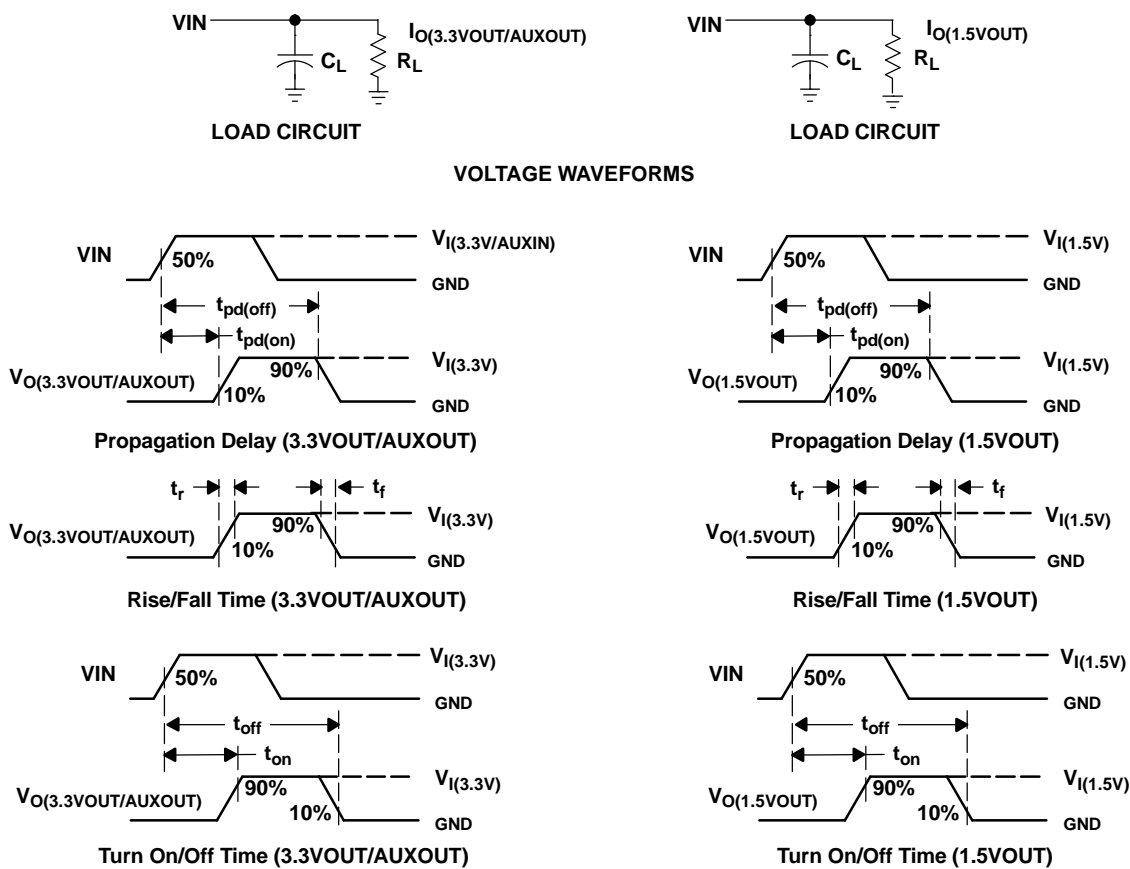 VIN
I_O(3.3VOUT/AUXOUT)
C_L
R_L
LOAD CIRCUIT
VIN
I_O(1.5VOUT)
C_L
R_L
LOAD CIRCUIT
VOLTAGE WAVEFORMS
VIN
50%
V_I(3.3V/AUXIN)
GND
t_pd(off)
t_pd(on)
V_O(3.3VOUT/AUXOUT)
10%
90%
V_I(3.3V)
GND
Propagation Delay (3.3VOUT/AUXOUT)
VIN
50%
V_I(1.5V)
GND
t_pd(off)
t_pd(on)
V_O(1.5VOUT)
10%
90%
V_I(1.5V)
GND
Propagation Delay (1.5VOUT)
t_r
t_f
V_O(3.3VOUT/AUXOUT)
10%
90%
V_I(3.3V)
GND
Rise/Fall Time (3.3VOUT/AUXOUT)
t_r
t_f
V_O(1.5VOUT)
10%
90%
V_I(1.5V)
GND
Rise/Fall Time (1.5VOUT)
VIN
50%
V_I(3.3V)
GND
t_off
t_on
V_O(3.3VOUT/AUXOUT)
90%
10%
V_I(3.3V)
GND
Turn On/Off Time (3.3VOUT/AUXOUT)
VIN
50%
V_I(1.5V)
GND
t_off
t_on
V_O(1.5VOUT)
90%
10%
V_I(1.5V)
GND
Turn On/Off Time (1.5VOUT)